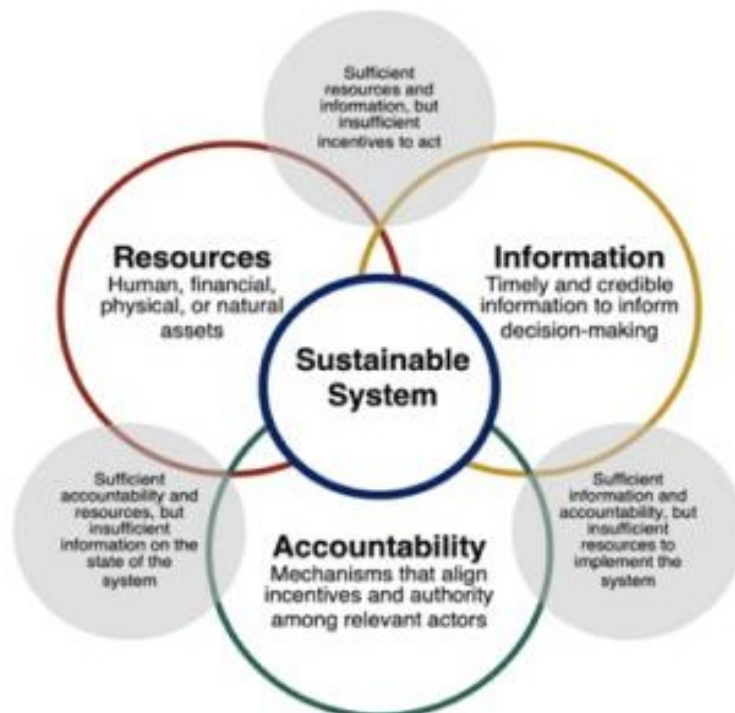 Sufficient
resources and
information, but
insufficient
incentives to act
Resources
Human, financial,
physical, or natural
assets
Information
Timely and credible
information to inform
decision-making
Sustainable
System
Sufficient
accountability and
resources, but
insufficient
information on the
state of the
system
Accountability
Mechanisms that align
incentives and authority
among relevant actors
Sufficient
information and
accountability, but
insufficient
resources to
implement the
system